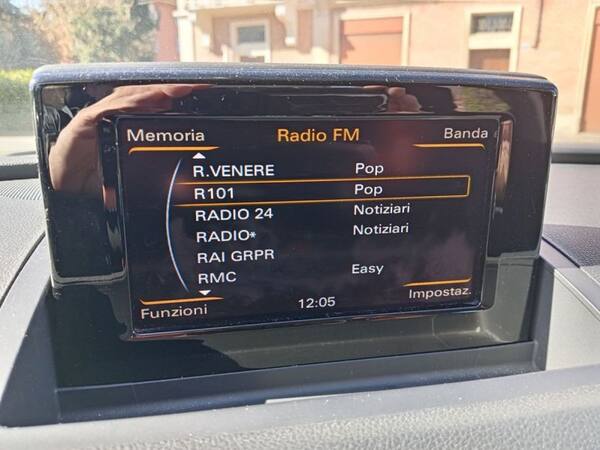 Memoria Radio FM Banda
R.VENERE Pop
R101 Pop
RADIO 24 Notiziari
RADIO* Notiziari
RAI GRPR
RMC Easy
Funzioni 12:05 Impostaz.